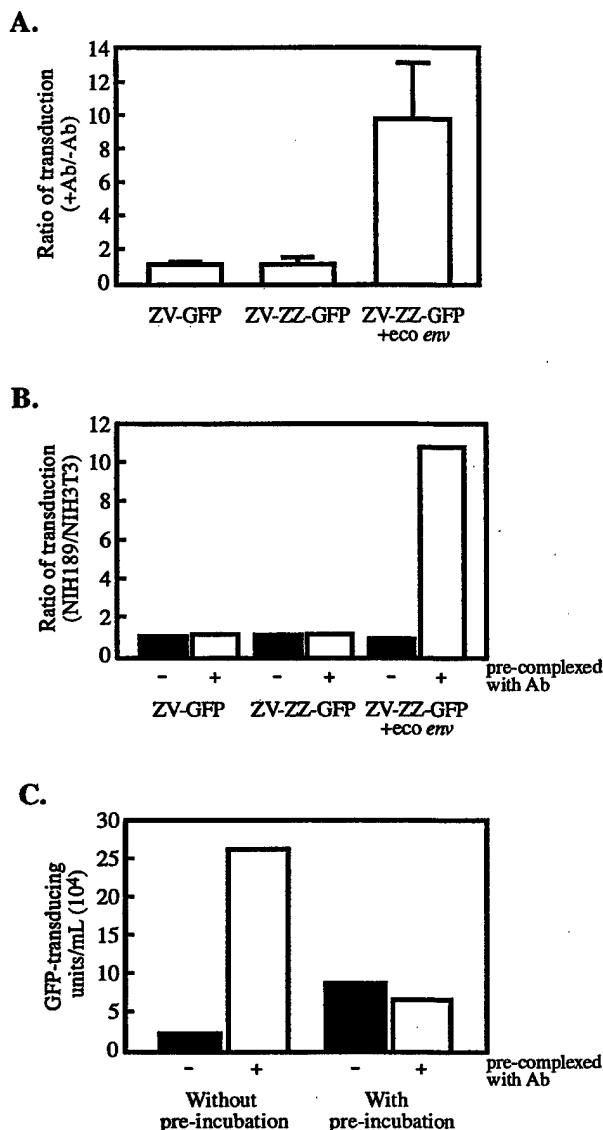 A.
Ratio of transduction
(+Ab/-Ab)
14
12
10
8
6
4
2
0
ZV-GFP
ZV-ZZ-GFP
ZV-ZZ-GFP
+eco env
B.
Ratio of transduction
(NIH189/NIH3T3)
12
10
8
6
4
2
0
- + - + - + pre-complexed
with Ab
ZV-GFP
ZV-ZZ-GFP
ZV-ZZ-GFP
+eco env
C.
GFP-transducing
units/mL (10⁴)
30
25
20
15
10
5
0
- + - + pre-complexed
with Ab
Without
pre-incubation
With
pre-incubation